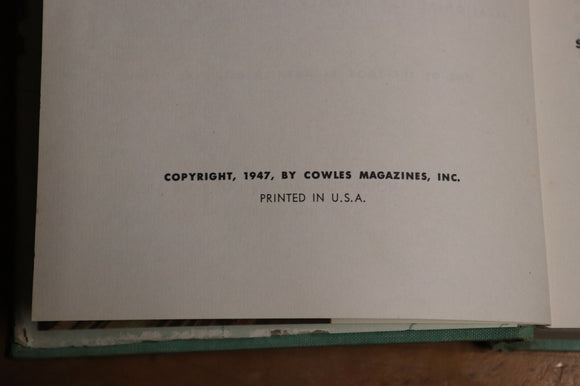 COPYRIGHT, 1947, BY COWLES MAGAZINES, INC.
PRINTED IN U.S.A.